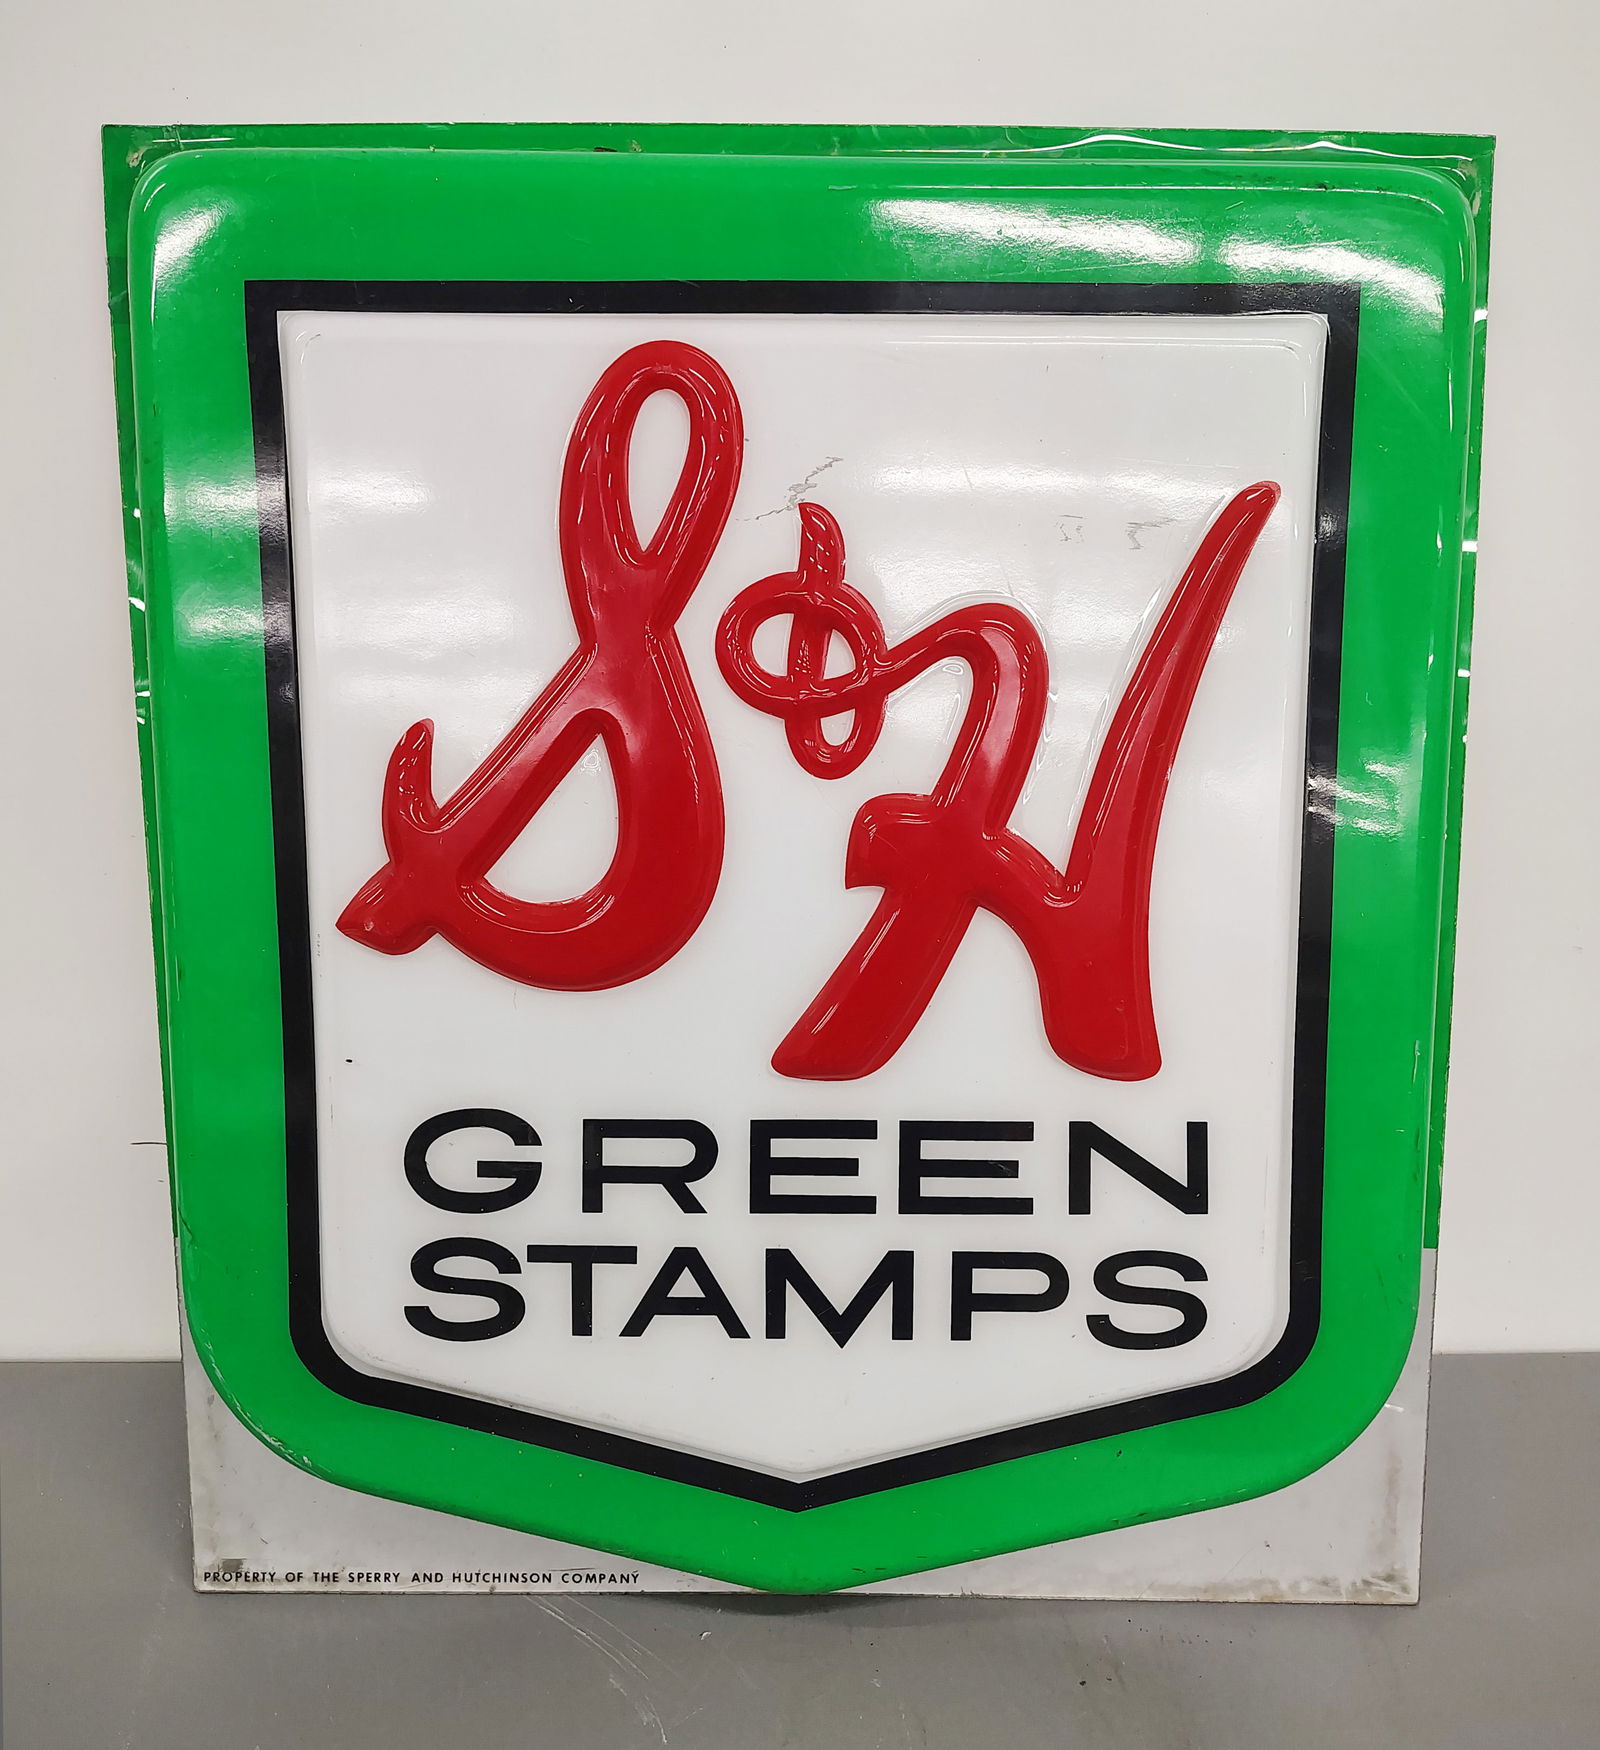 S&H
GREEN
STAMPS
PROPERTY OF THE SPERRY AND HUTCHINSON COMPANY